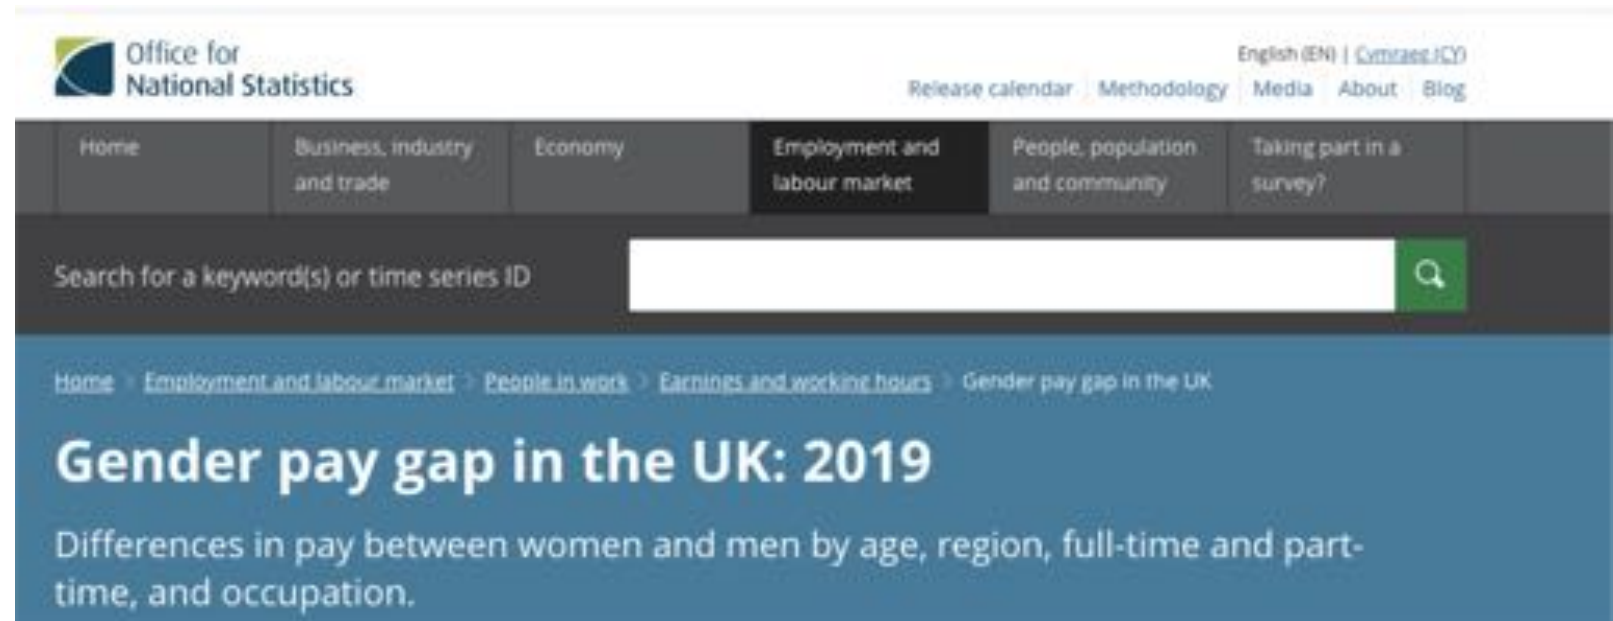 Office for
National Statistics
English (EN) | Cymraeg (CY)
Release calendar Methodology Media About Blog
Home
Business, industry
and trade
Economy
Employment and
labour market
People, population
and community
Taking part in a
survey?
Search for a keyword(s) or time series ID
Home > Employment and labour market > People in work > Earnings and working hours > Gender pay gap in the UK
Gender pay gap in the UK: 2019
Differences in pay between women and men by age, region, full-time and part-
time, and occupation.